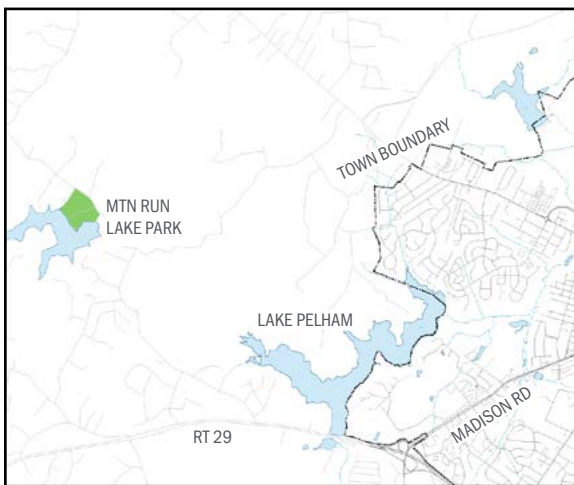 TOWN BOUNDARY
MTN RUN
LAKE PARK
LAKE PELHAM
MADISON RD
RT 29